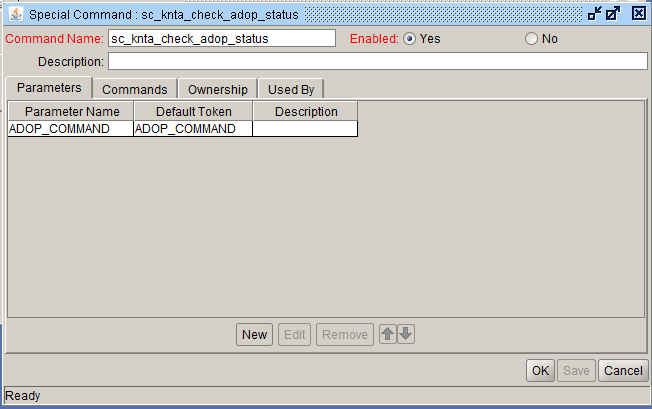 Special Command : sc_knta_check_adop_status
Command Name: sc_knta_check_adop_status Enabled: Yes No
Description:
Parameters Commands Ownership Used By
Parameter Name Default Token Description
ADOP_COMMAND ADOP_COMMAND
New Edit Remove
OK Save Cancel
Ready